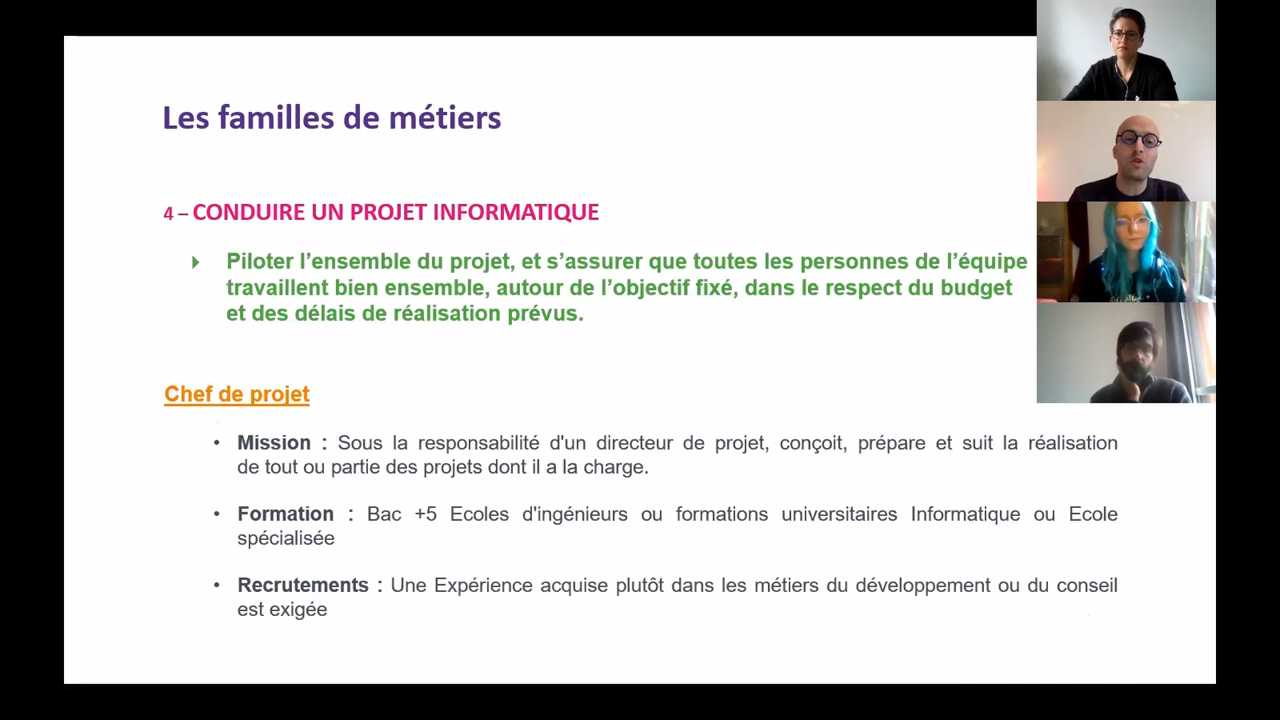 Les familles de métiers
4 – CONDUIRE UN PROJET INFORMATIQUE
Piloter l’ensemble du projet, et s’assurer que toutes les personnes de l’équipe
travaillent bien ensemble, autour de l’objectif fixé, dans le respect du budget
et des délais de réalisation prévus.
Chef de projet
• Mission : Sous la responsabilité d'un directeur de projet, conçoit, prépare et suit la réalisation
de tout ou partie des projets dont il a la charge.
• Formation : Bac +5 Ecoles d'ingénieurs ou formations universitaires Informatique ou Ecole
spécialisée
• Recrutements : Une Expérience acquise plutôt dans les métiers du développement ou du conseil
est exigée